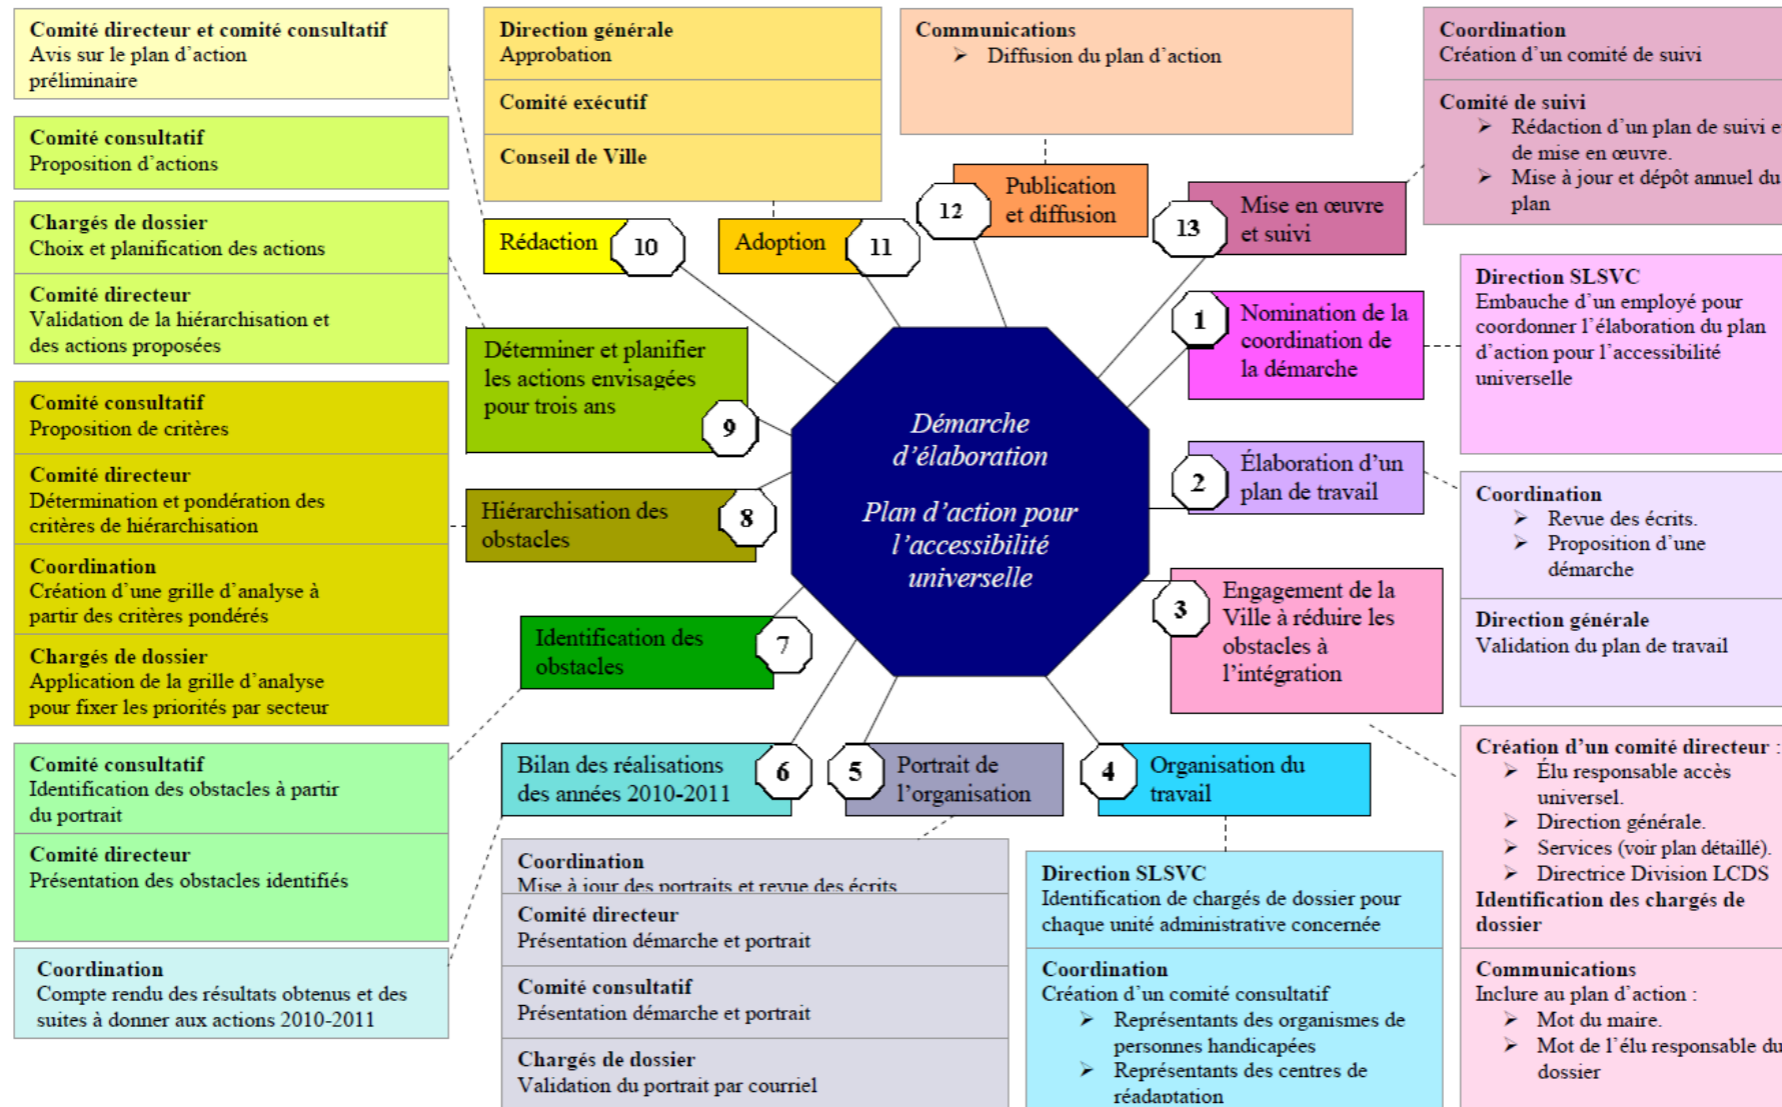 Démarche
d’élaboration
Plan d’action pour
l’accessibilité
universelle
1
Nomination de la
coordination de
la démarche
Direction SLSVC
Embauche d’un employé pour
coordonner l’élaboration du plan
d’action pour l’accessibilité
universelle
2
Élaboration d’un
plan de travail
Coordination
➢ Revue des écrits.
➢ Proposition d’une
démarche
Direction générale
Validation du plan de travail
3
Engagement de la
Ville à réduire les
obstacles à
l’intégration
Création d’un comité directeur :
➢ Élu responsable accès
universel.
➢ Direction générale.
➢ Services (voir plan détaillé).
➢ Directrice Division LCDS
Identification des chargés de
dossier
Communications
Inclure au plan d’action :
➢ Mot du maire.
➢ Mot de l’élu responsable du
dossier
4
Organisation du
travail
Direction SLSVC
Identification de chargés de dossier pour
chaque unité administrative concernée
Coordination
Création d’un comité consultatif
➢ Représentants des organismes de
personnes handicapées
➢ Représentants des centres de
réadaptation
5
Portrait de
l’organisation
Coordination
Mise à jour des portraits et revue des écrits
Comité directeur
Présentation démarche et portrait
Comité consultatif
Présentation démarche et portrait
Chargés de dossier
Validation du portrait par courriel
6
Bilan des réalisations
des années 2010-2011
Coordination
Compte rendu des résultats obtenus et des
suites à donner aux actions 2010-2011
7
Identification des
obstacles
Comité consultatif
Identification des obstacles à partir
du portrait
Comité directeur
Présentation des obstacles identifiés
8
Hiérarchisation des
obstacles
Comité consultatif
Proposition de critères
Comité directeur
Détermination et pondération des
critères de hiérarchisation
Coordination
Création d’une grille d’analyse à
partir des critères pondérés
Chargés de dossier
Application de la grille d’analyse
pour fixer les priorités par secteur
9
Déterminer et planifier
les actions envisagées
pour trois ans
Comité consultatif
Proposition d’actions
Chargés de dossier
Choix et planification des actions
Comité directeur
Validation de la hiérarchisation et
des actions proposées
10
Rédaction
Comité directeur et comité consultatif
Avis sur le plan d’action
préliminaire
11
Adoption
Direction générale
Approbation
Comité exécutif
Conseil de Ville
12
Publication
et diffusion
Communications
➢ Diffusion du plan d’action
13
Mise en œuvre
et suivi
Coordination
Création d’un comité de suivi
Comité de suivi
➢ Rédaction d’un plan de suivi e
de mise en œuvre.
➢ Mise à jour et dépôt annuel du
plan